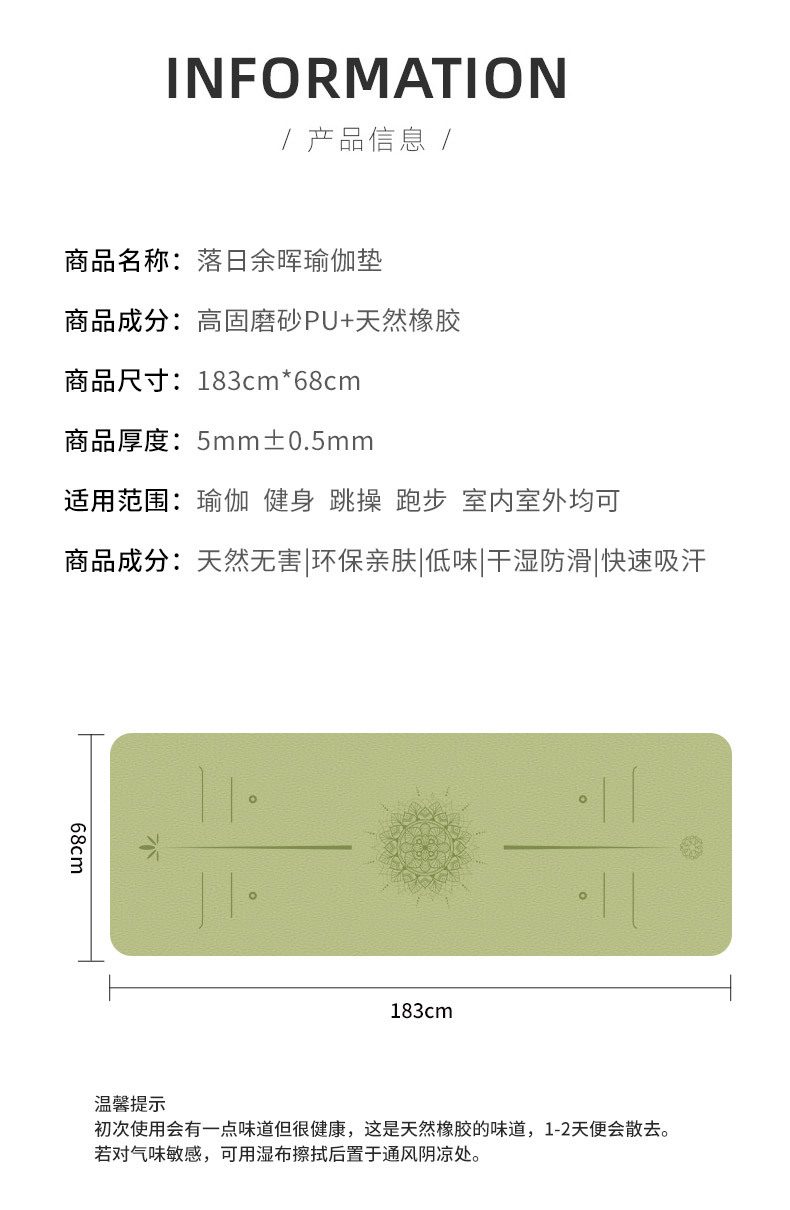 INFORMATION
/ 产品信息 /
商品名称：落日余晖瑜伽垫
商品成分：高固磨砂PU+天然橡胶
商品尺寸：183cm*68cm
商品厚度：5mm±0.5mm
适用范围：瑜伽 健身 跳操 跑步 室内室外均可
商品成分：天然无害|环保亲肤|低味|干湿防滑|快速吸汗
68cm
183cm
温馨提示
初次使用会有一点味道但很健康，这是天然橡胶的味道，1-2天便会散去。
若对气味敏感，可用湿布擦拭后置于通风阴凉处。